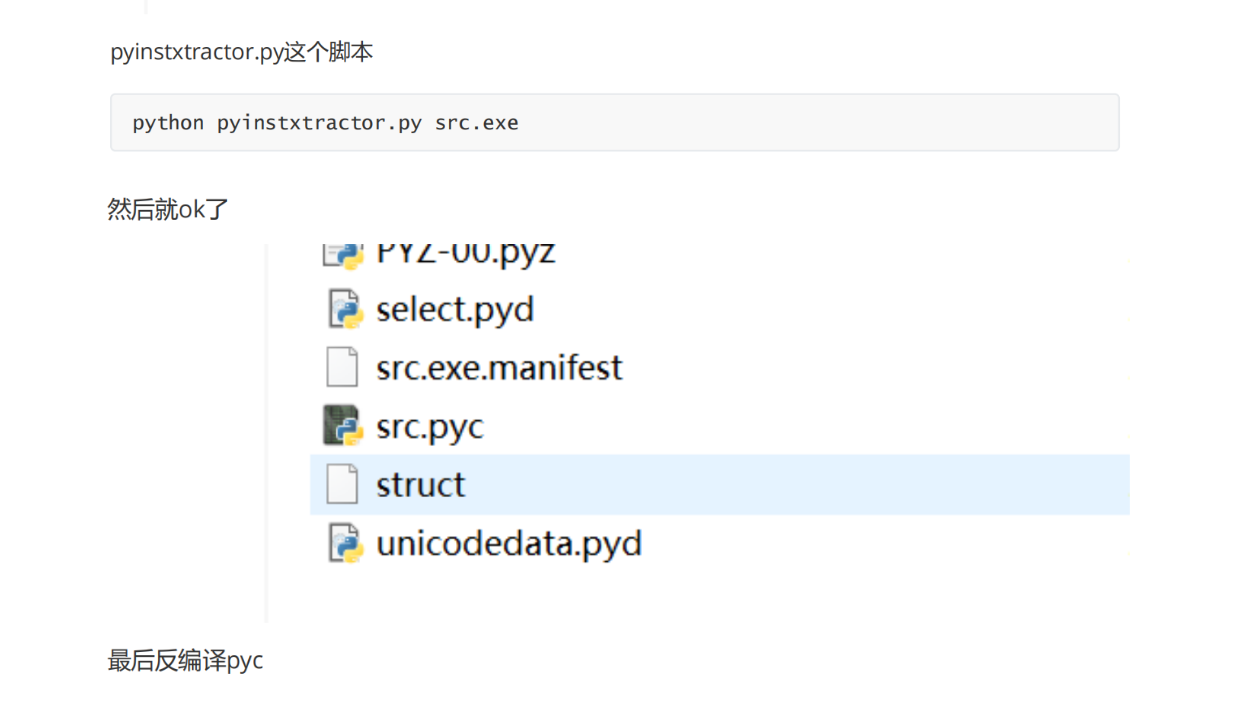 pyinstxtractor.py这个脚本
python pyinstxtractor.py src.exe
然后就ok了
PYZ-00.pyz
select.pyd
src.exe.manifest
src.pyc
struct
unicodedata.pyd
最后反编译pyc